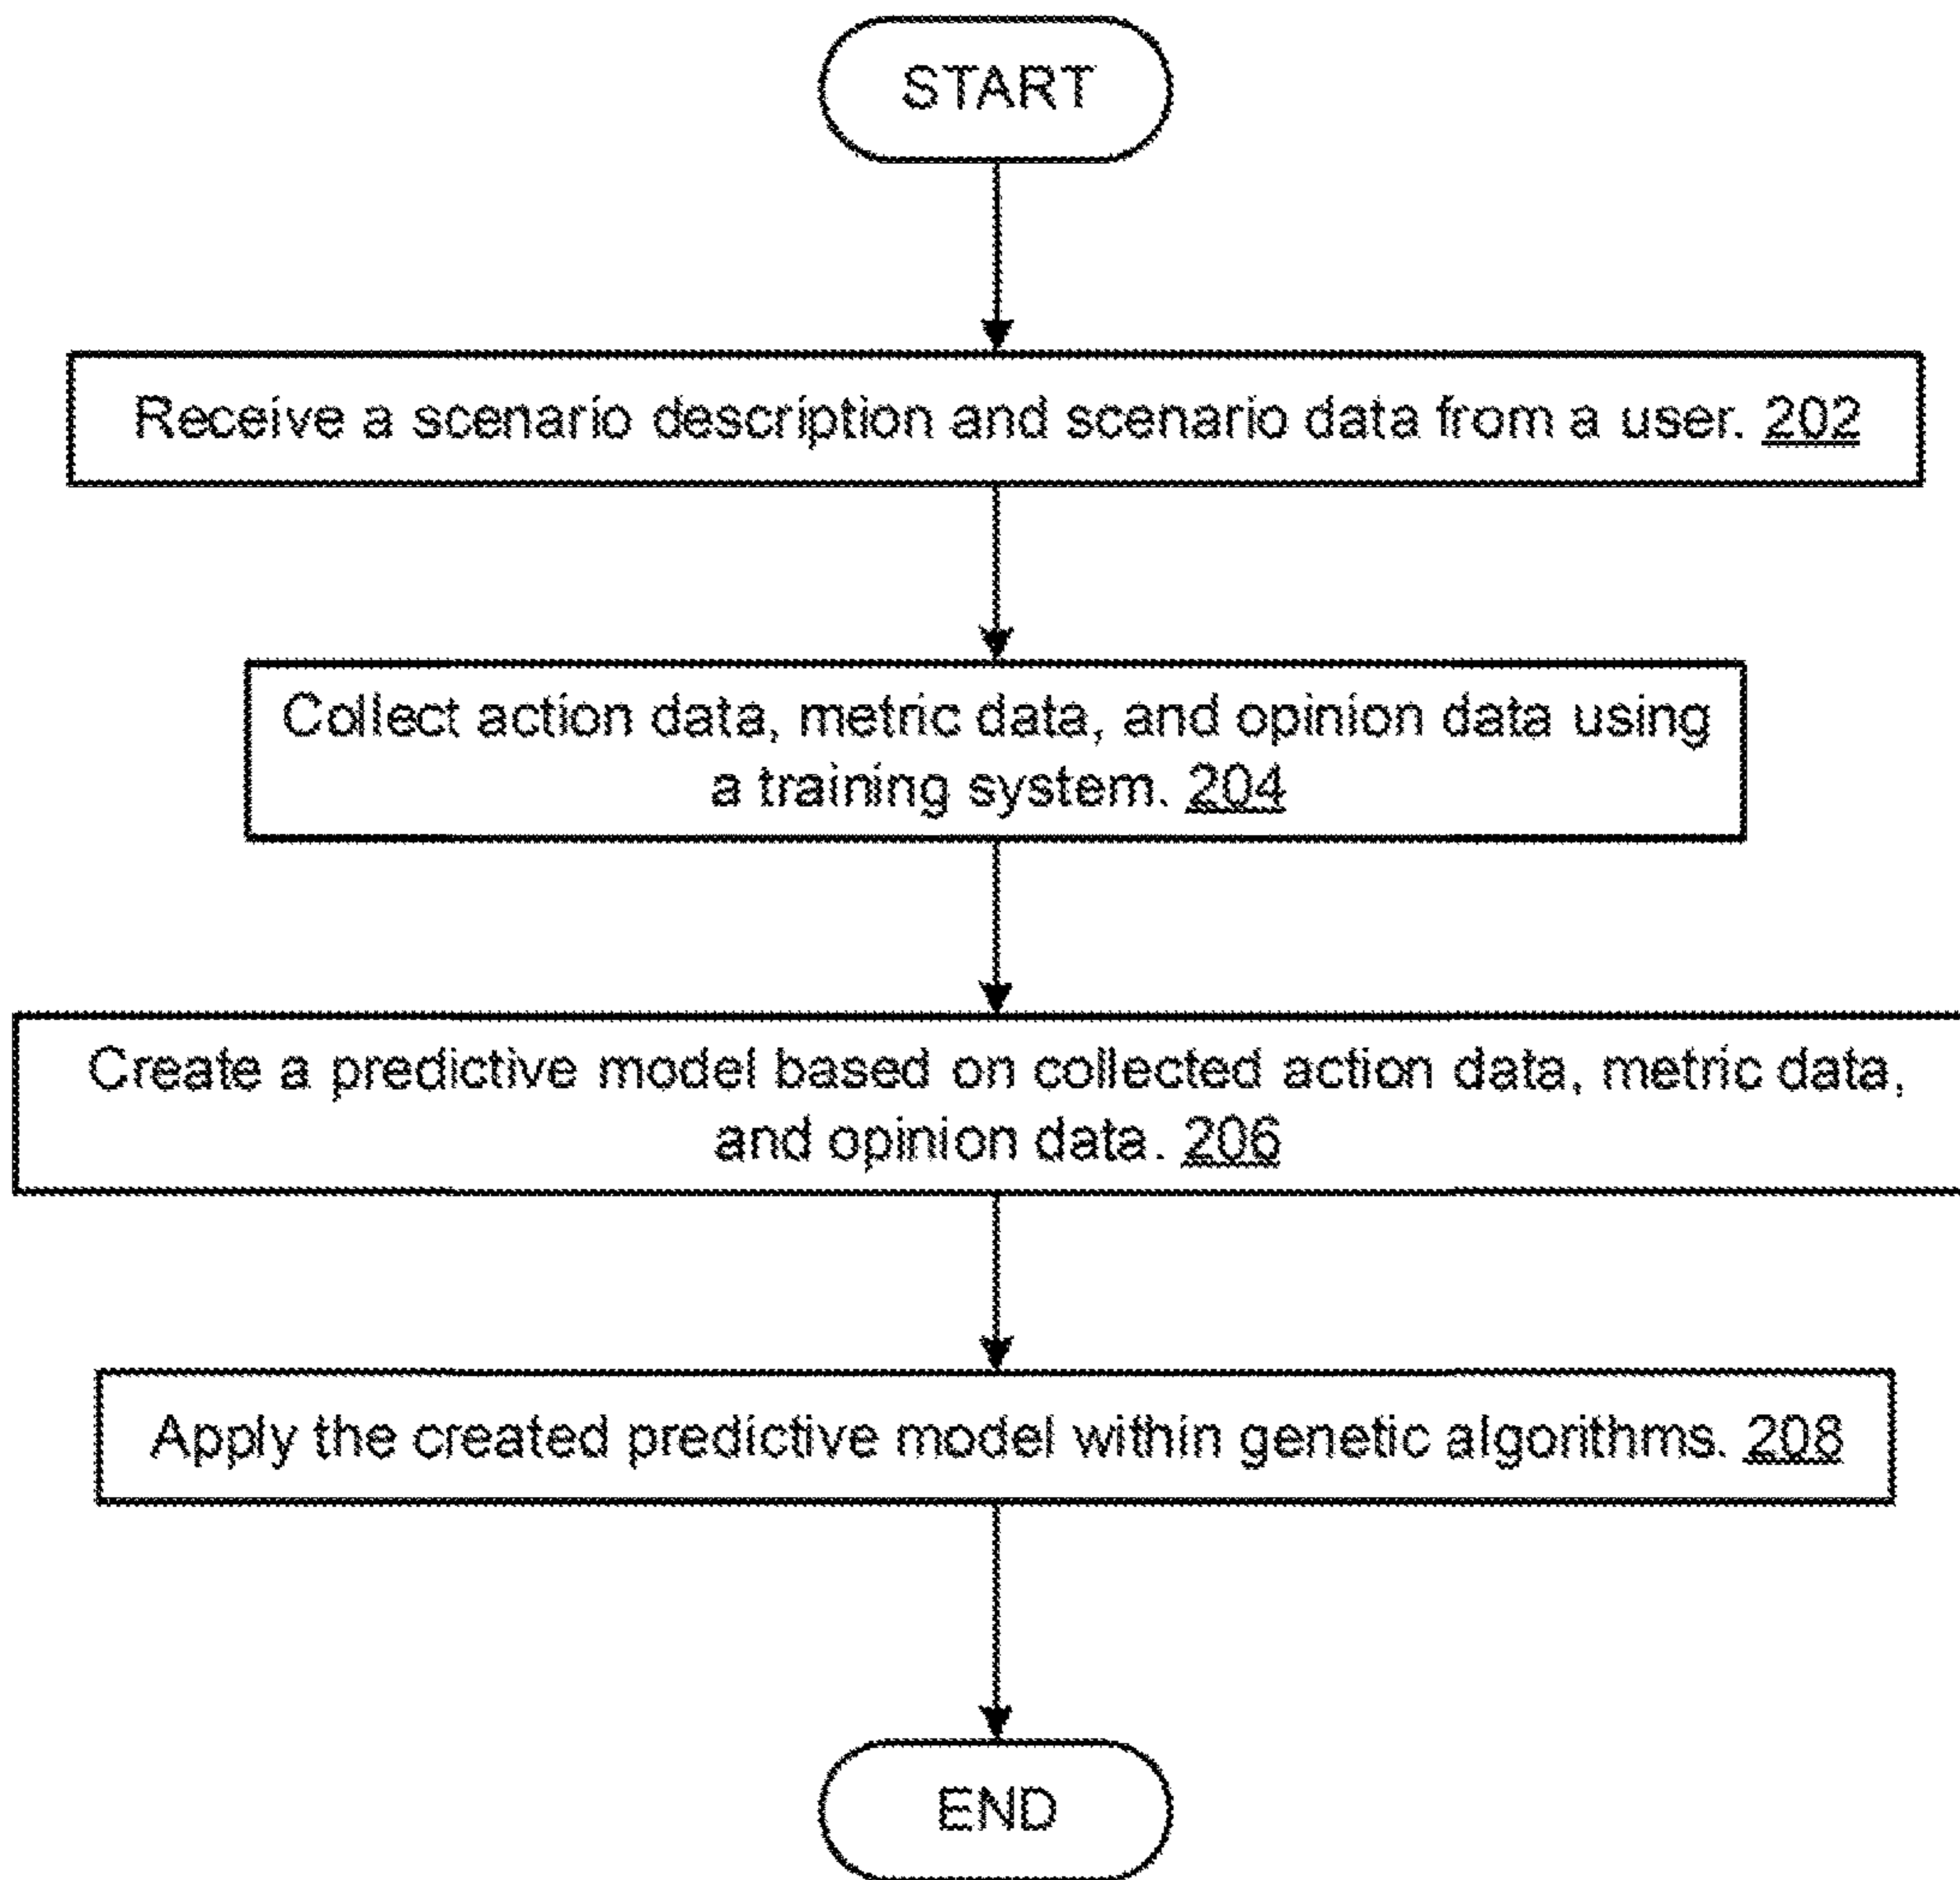 START
Receive a scenario description and scenario data from a user. 202
Collect action data, metric data, and opinion data using
a training system. 204
Create a predictive model based on collected action data, metric data,
and opinion data. 206
Apply the created predictive model within genetic algorithms. 208
END